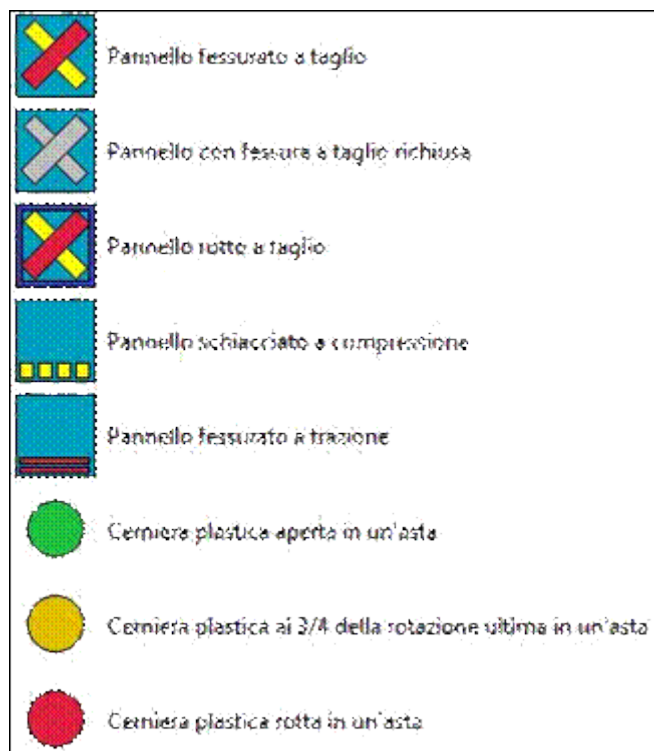 Pannello fessurato a taglio
Pannello con fessura a taglio richiusa
Pannello rotto a taglio
Pannello schiacciato a compressione
Pannello fessurato a trazione
Cerniera plastica aperta in un'asta
Cerniera plastica ai 3/4 della rotazione ultima in un'asta
Cerniera plastica rotta in un'asta